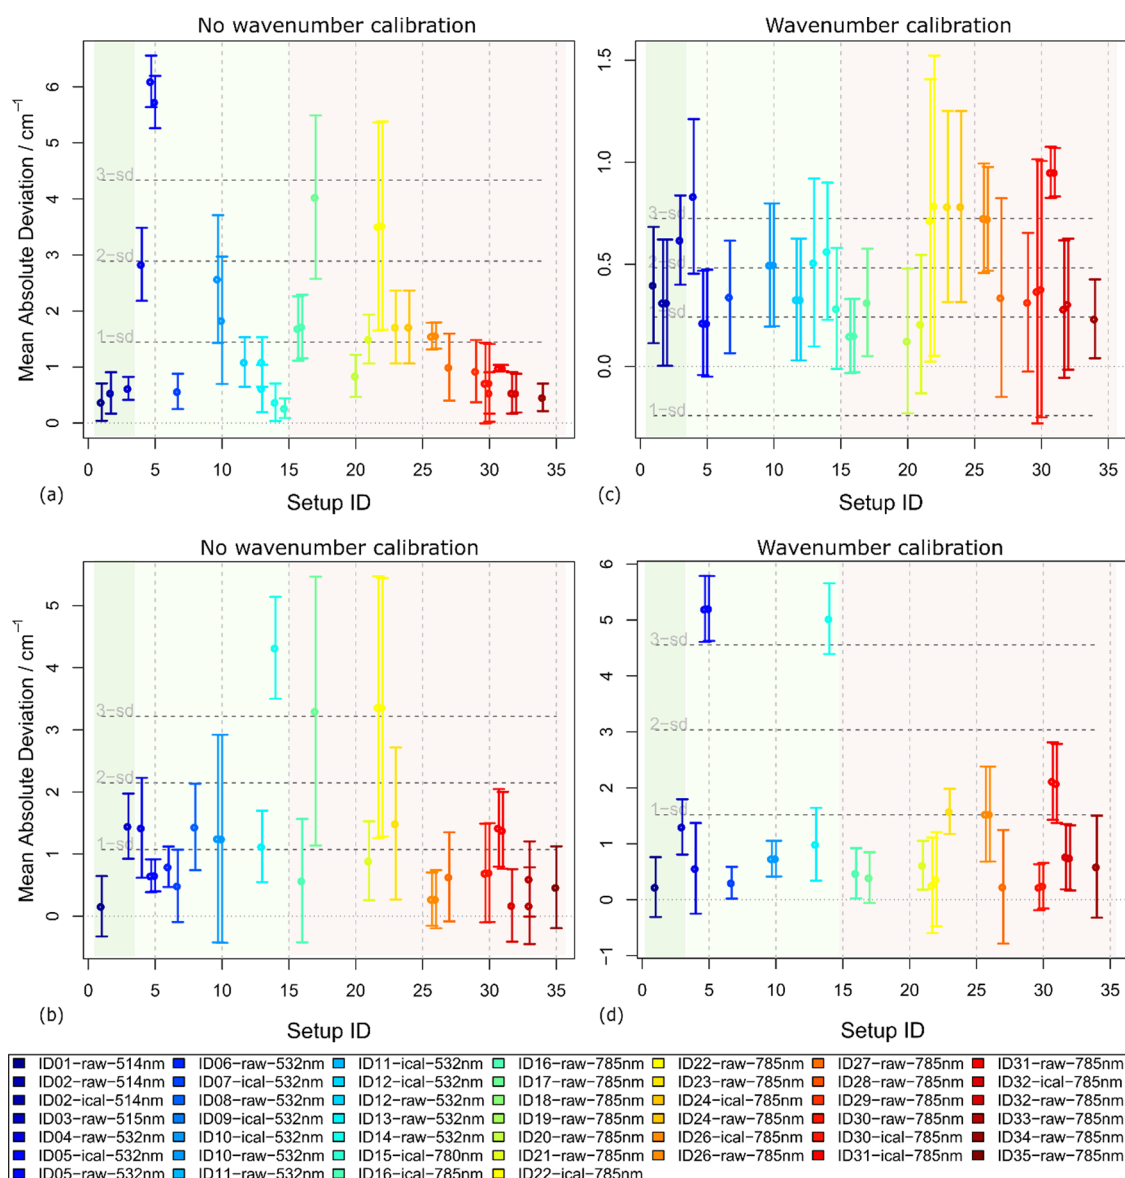 No wavenumber calibration
Mean Absolute Deviation / cm⁻¹
6
5
4
3
2
1
0
3-sd
2-sd
1-sd
0 5 10 15 20 25 30 35
(a)
Setup ID
Wavenumber calibration
1.5
1.0
0.5
0.0
3-sd
2-sd
1-sd
1-sd
0 5 10 15 20 25 30 35
(c)
Setup ID
No wavenumber calibration
Mean Absolute Deviation / cm⁻¹
5
4
3
2
1
0
3-sd
2-sd
1-sd
0 5 10 15 20 25 30 35
(b)
Setup ID
Wavenumber calibration
6
5
4
3
2
1
0
−1
3-sd
2-sd
1-sd
0 5 10 15 20 25 30 35
(d)
Setup ID
ID01−raw−514nm ID06−raw−532nm ID11−ical−532nm ID16−raw−785nm ID22−raw−785nm ID27−raw−785nm ID31−raw−785nm
ID02−raw−514nm ID07−ical−532nm ID12−ical−532nm ID17−raw−785nm ID23−raw−785nm ID28−raw−785nm ID32−ical−785nm
ID02−ical−514nm ID08−raw−532nm ID12−raw−532nm ID18−raw−785nm ID24−ical−785nm ID29−raw−785nm ID32−raw−785nm
ID03−raw−515nm ID09−ical−532nm ID13−raw−532nm ID19−raw−785nm ID24−raw−785nm ID30−raw−785nm ID33−raw−785nm
ID04−raw−532nm ID10−ical−532nm ID14−raw−532nm ID20−raw−785nm ID26−ical−785nm ID30−ical−785nm ID34−raw−785nm
ID05−ical−532nm ID10−raw−532nm ID15−ical−780nm ID21−raw−785nm ID26−raw−785nm ID31−ical−785nm ID35−raw−785nm
ID05−raw−532nm ID11−raw−532nm ID16−ical−785nm ID22−ical−785nm